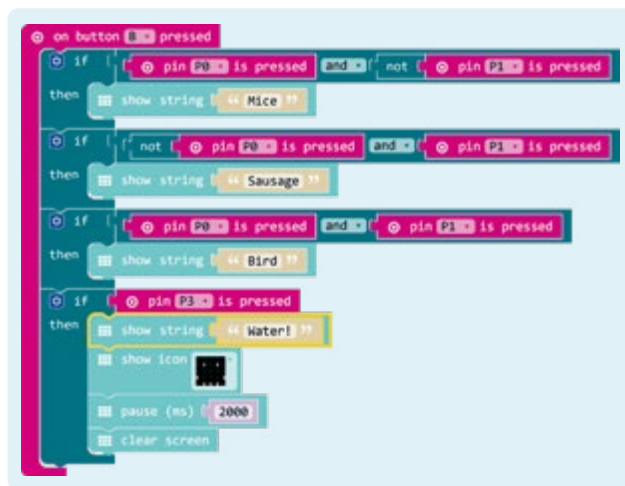 on button B pressed
if pin P0 is pressed and not pin P1 is pressed
then show string " Mice "
if not pin P0 is pressed and pin P1 is pressed
then show string " Sausage "
if pin P0 is pressed and pin P1 is pressed
then show string " Bird "
if pin P3 is pressed
then show string " Water! "
show icon
pause (ms) 2000
clear screen